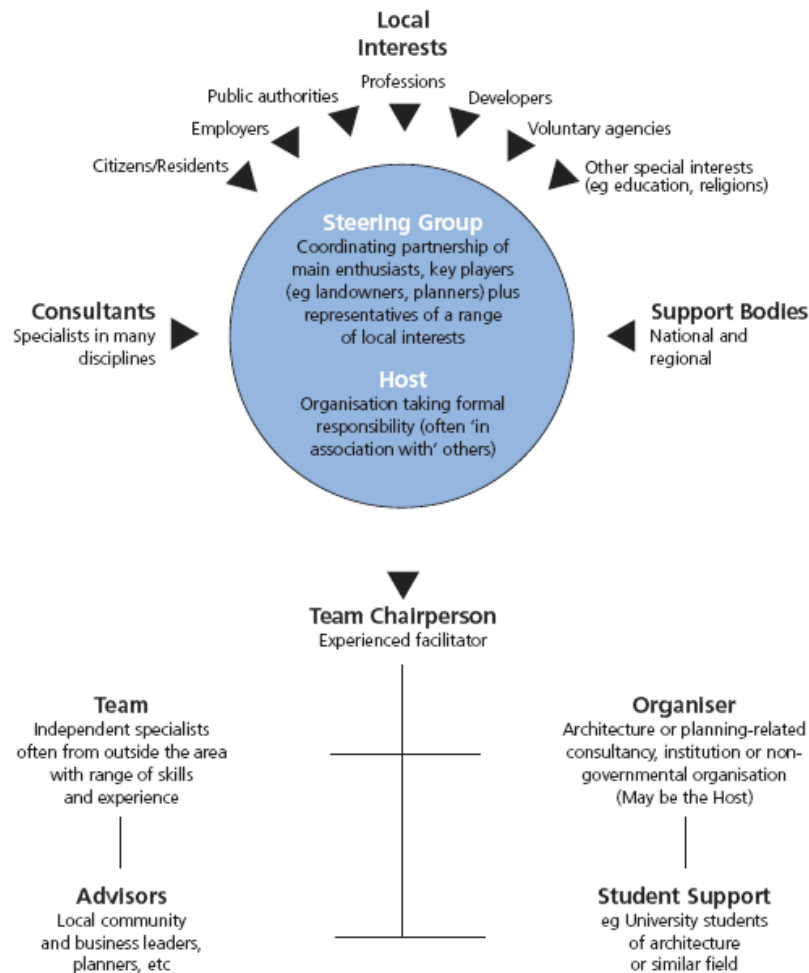 Local
Interests
Professions
Public authorities
Developers
Employers
Voluntary agencies
Citizens/Residents
Other special interests
(eg education, religions)
Steering Group
Coordinating partnership of
main enthusiasts, key players
(eg landowners, planners) plus
representatives of a range
of local interests
Host
Organisation taking formal
responsibility (often ‘in
association with’ others)
Consultants
Specialists in many
disciplines
Support Bodies
National and
regional
Team Chairperson
Experienced facilitator
Team
Independent specialists
often from outside the area
with range of skills
and experience
Organiser
Architecture or planning-related
consultancy, institution or non-
governmental organisation
(May be the Host)
Advisors
Local community
and business leaders,
planners, etc
Student Support
eg University students
of architecture
or similar field